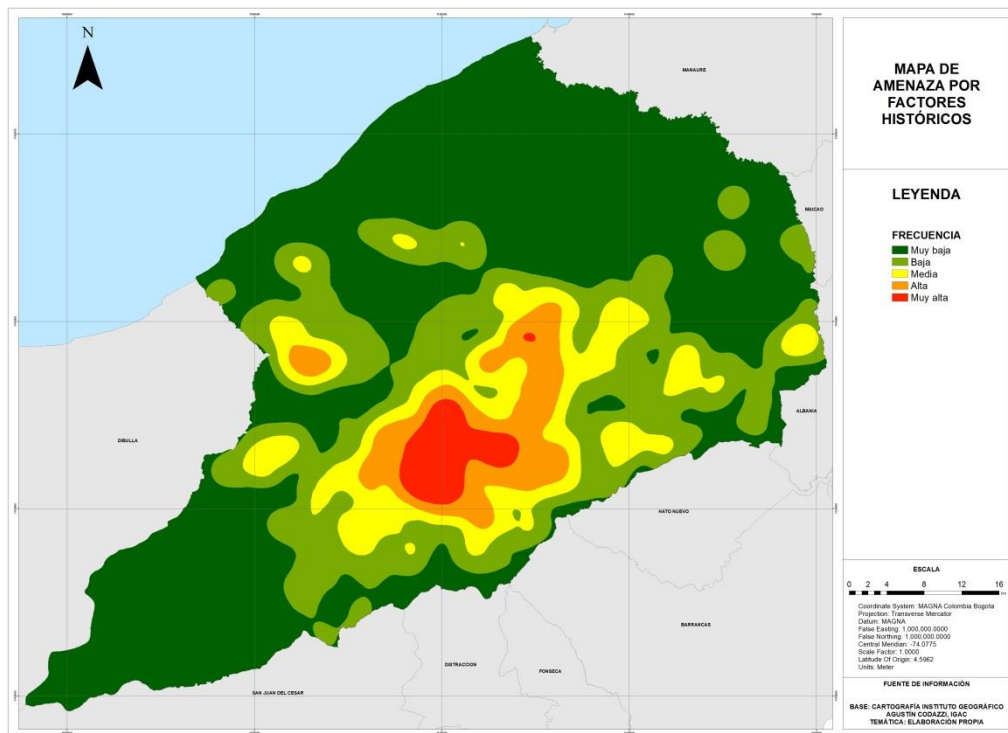 N
MANAURE
MAICAO
DIBULLA
ALBANIA
HATO NUEVO
BARRANCAS
DISTRACCION
FONSECA
SAN JUAN DEL CESAR
MAPA DE
AMENAZA POR
FACTORES
HISTÓRICOS
LEYENDA
FRECUENCIA
Muy baja
Baja
Media
Alta
Muy alta
ESCALA
0 2 4 8 12 16
Coordinate System: MAGNA Colombia Bogota
Projection: Transverse Mercator
Datum: MAGNA
False Easting: 1,000,000.0000
False Northing: 1,000,000.0000
Central Meridian: -74.0775
Scale Factor: 1.0000
Latitude Of Origin: 4.5962
Units: Meter
FUENTE DE INFORMACIÓN
BASE: CARTOGRAFÍA INSTITUTO GEOGRÁFICO
AGUSTÍN CODAZZI, IGAC
TEMÁTICA: ELABORACIÓN PROPIA